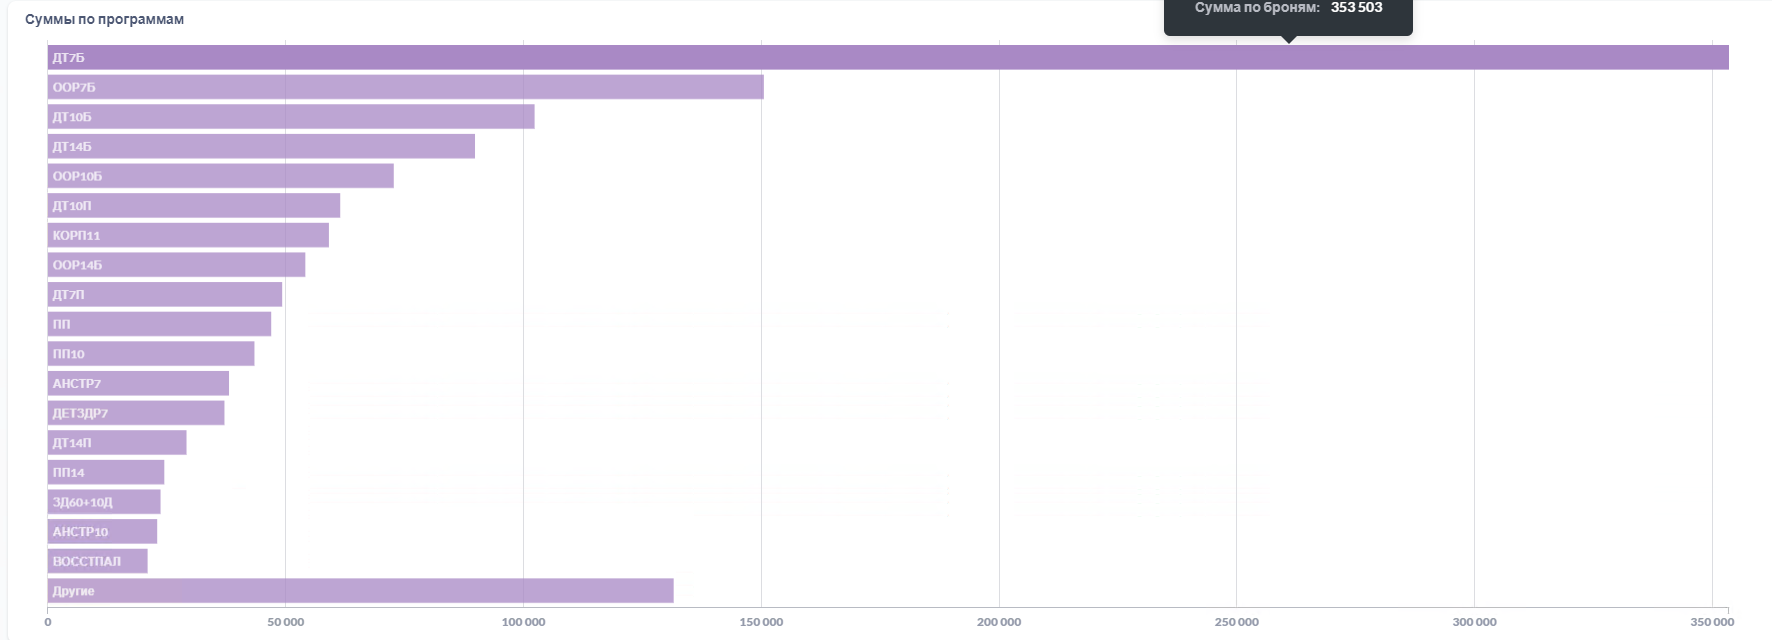 Суммы по программам
Сумма по броням: 353 503
ДТ7Б
ООР7Б
ДТ10Б
ДТ14Б
ООР10Б
ДТ10П
КОРП11
ООР14Б
ДТ7П
ПП
ПП10
АНСТР7
ДЕТЗДР7
ДТ14П
ПП14
ЗД60+10Д
АНСТР10
ВОССТПАЛ
Другие
0 50 000 100 000 150 000 200 000 250 000 300 000 350 000